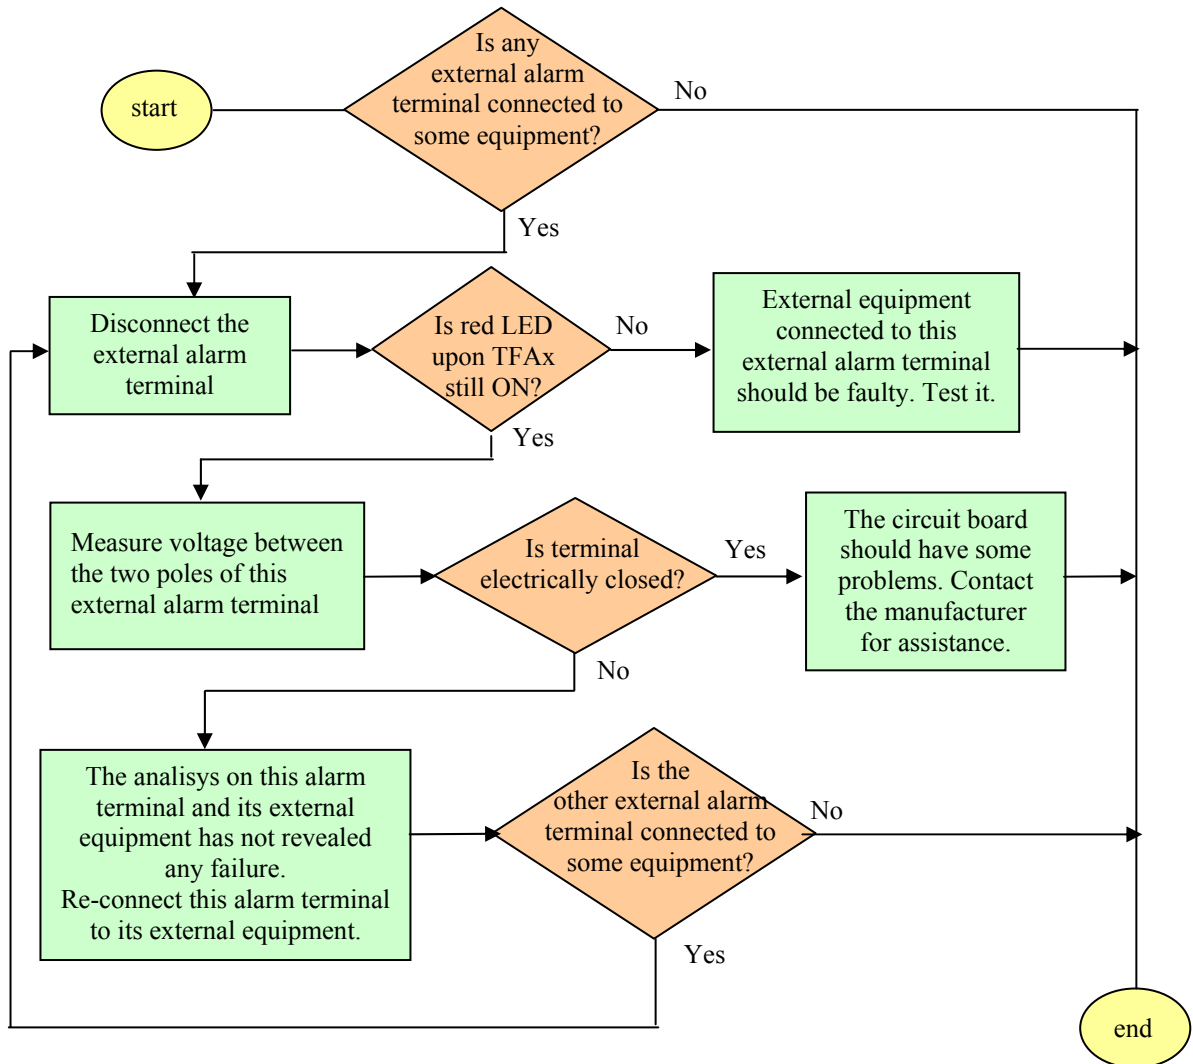 start
Is any
external alarm
terminal connected to
some equipment?
No
Yes
Disconnect the
external alarm
terminal
Is red LED
upon TFAx
still ON?
No
Yes
External equipment
connected to this
external alarm terminal
should be faulty. Test it.
Measure voltage between
the two poles of this
external alarm terminal
Is terminal
electrically closed?
Yes
No
The circuit board
should have some
problems. Contact
the manufacturer
for assistance.
The analisys on this alarm
terminal and its external
equipment has not revealed
any failure.
Re-connect this alarm terminal
to its external equipment.
Is the
other external alarm
terminal connected to
some equipment?
No
Yes
end